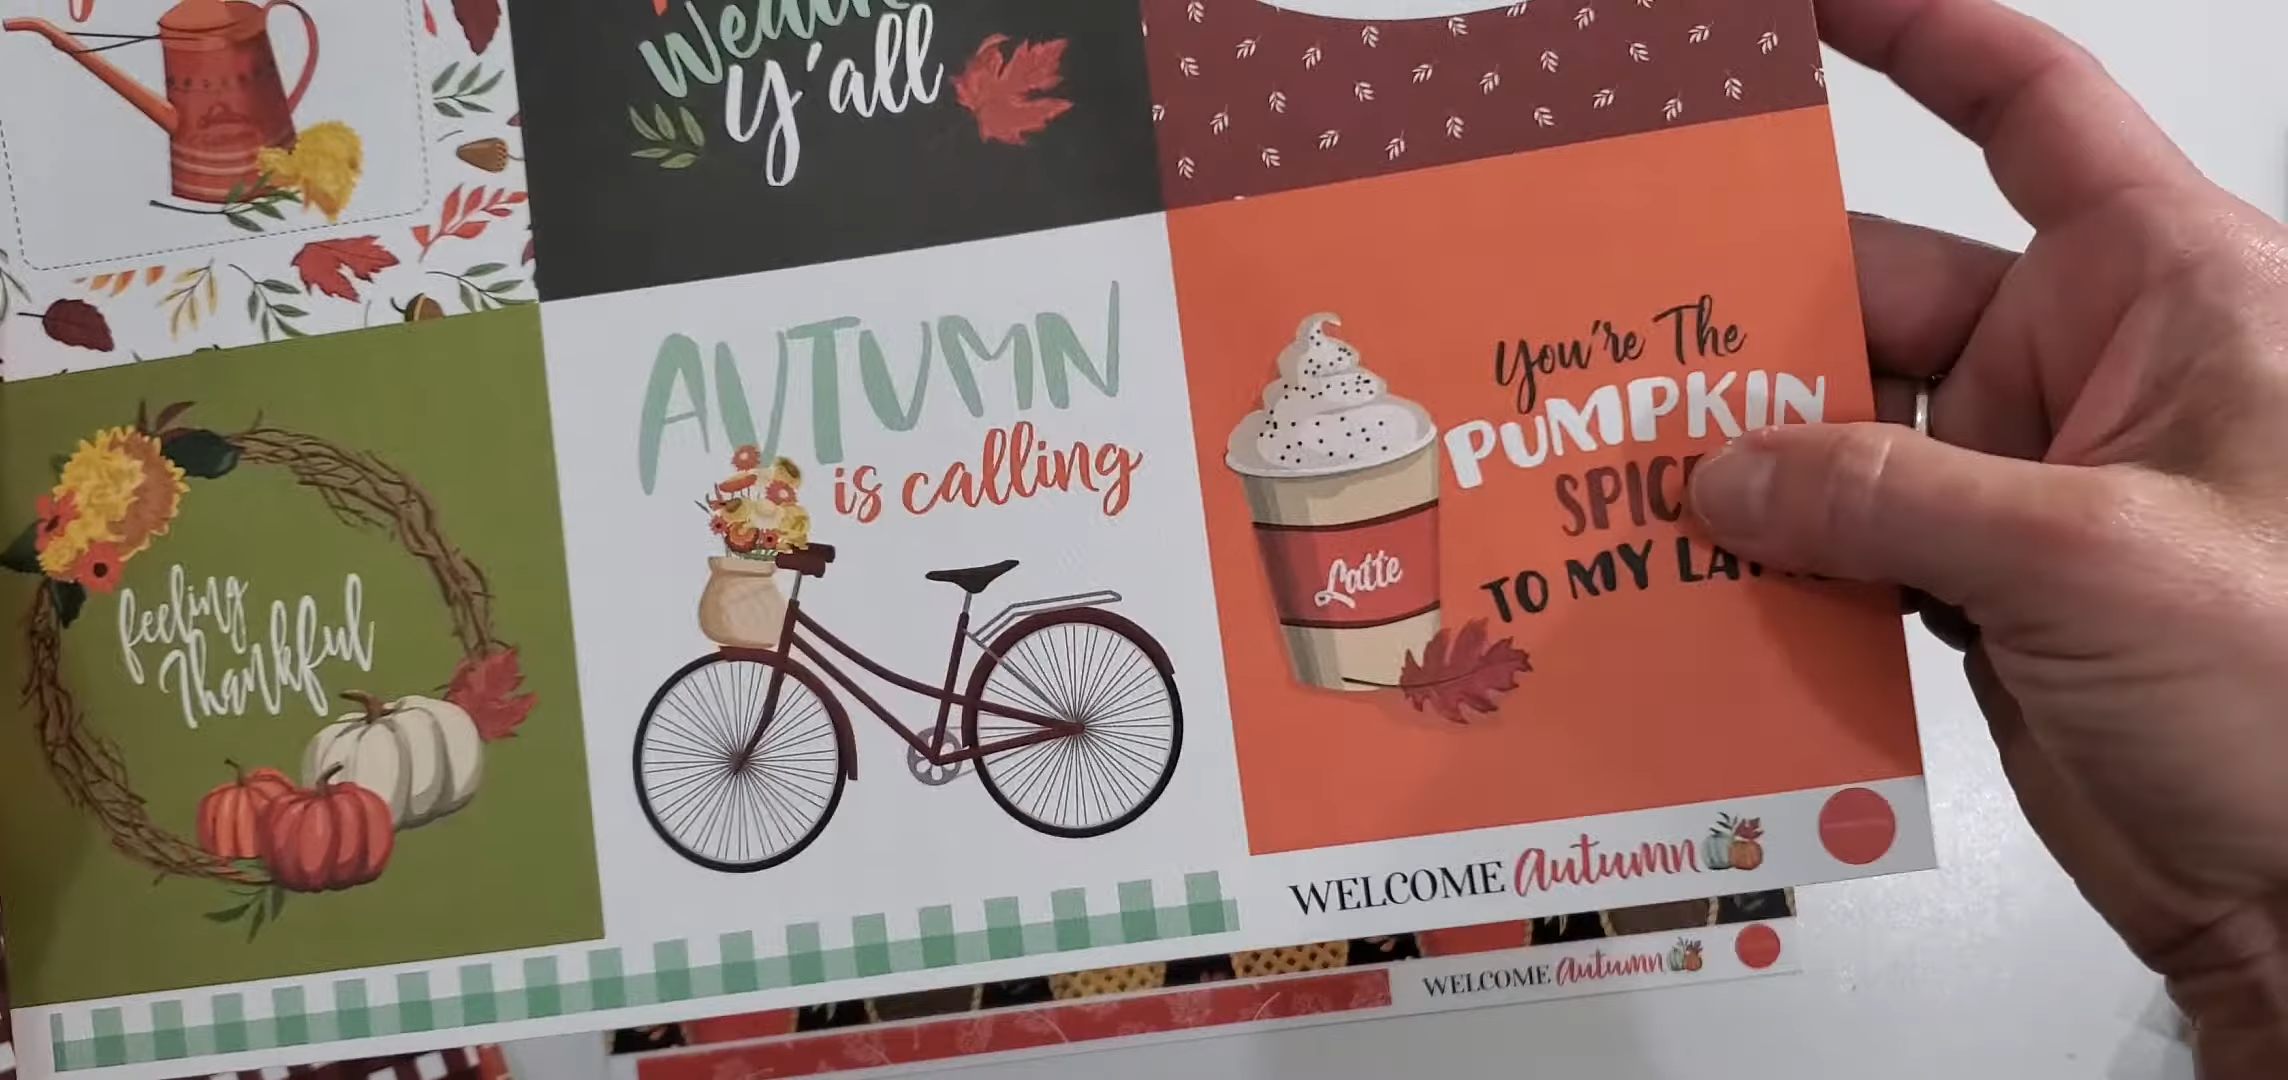 Y'all
AUTUMN
is calling
You're The
PUMPKIN
TO MY
Latte
feeling
Thankful
WELCOME Autumn
WELCOME Autumn